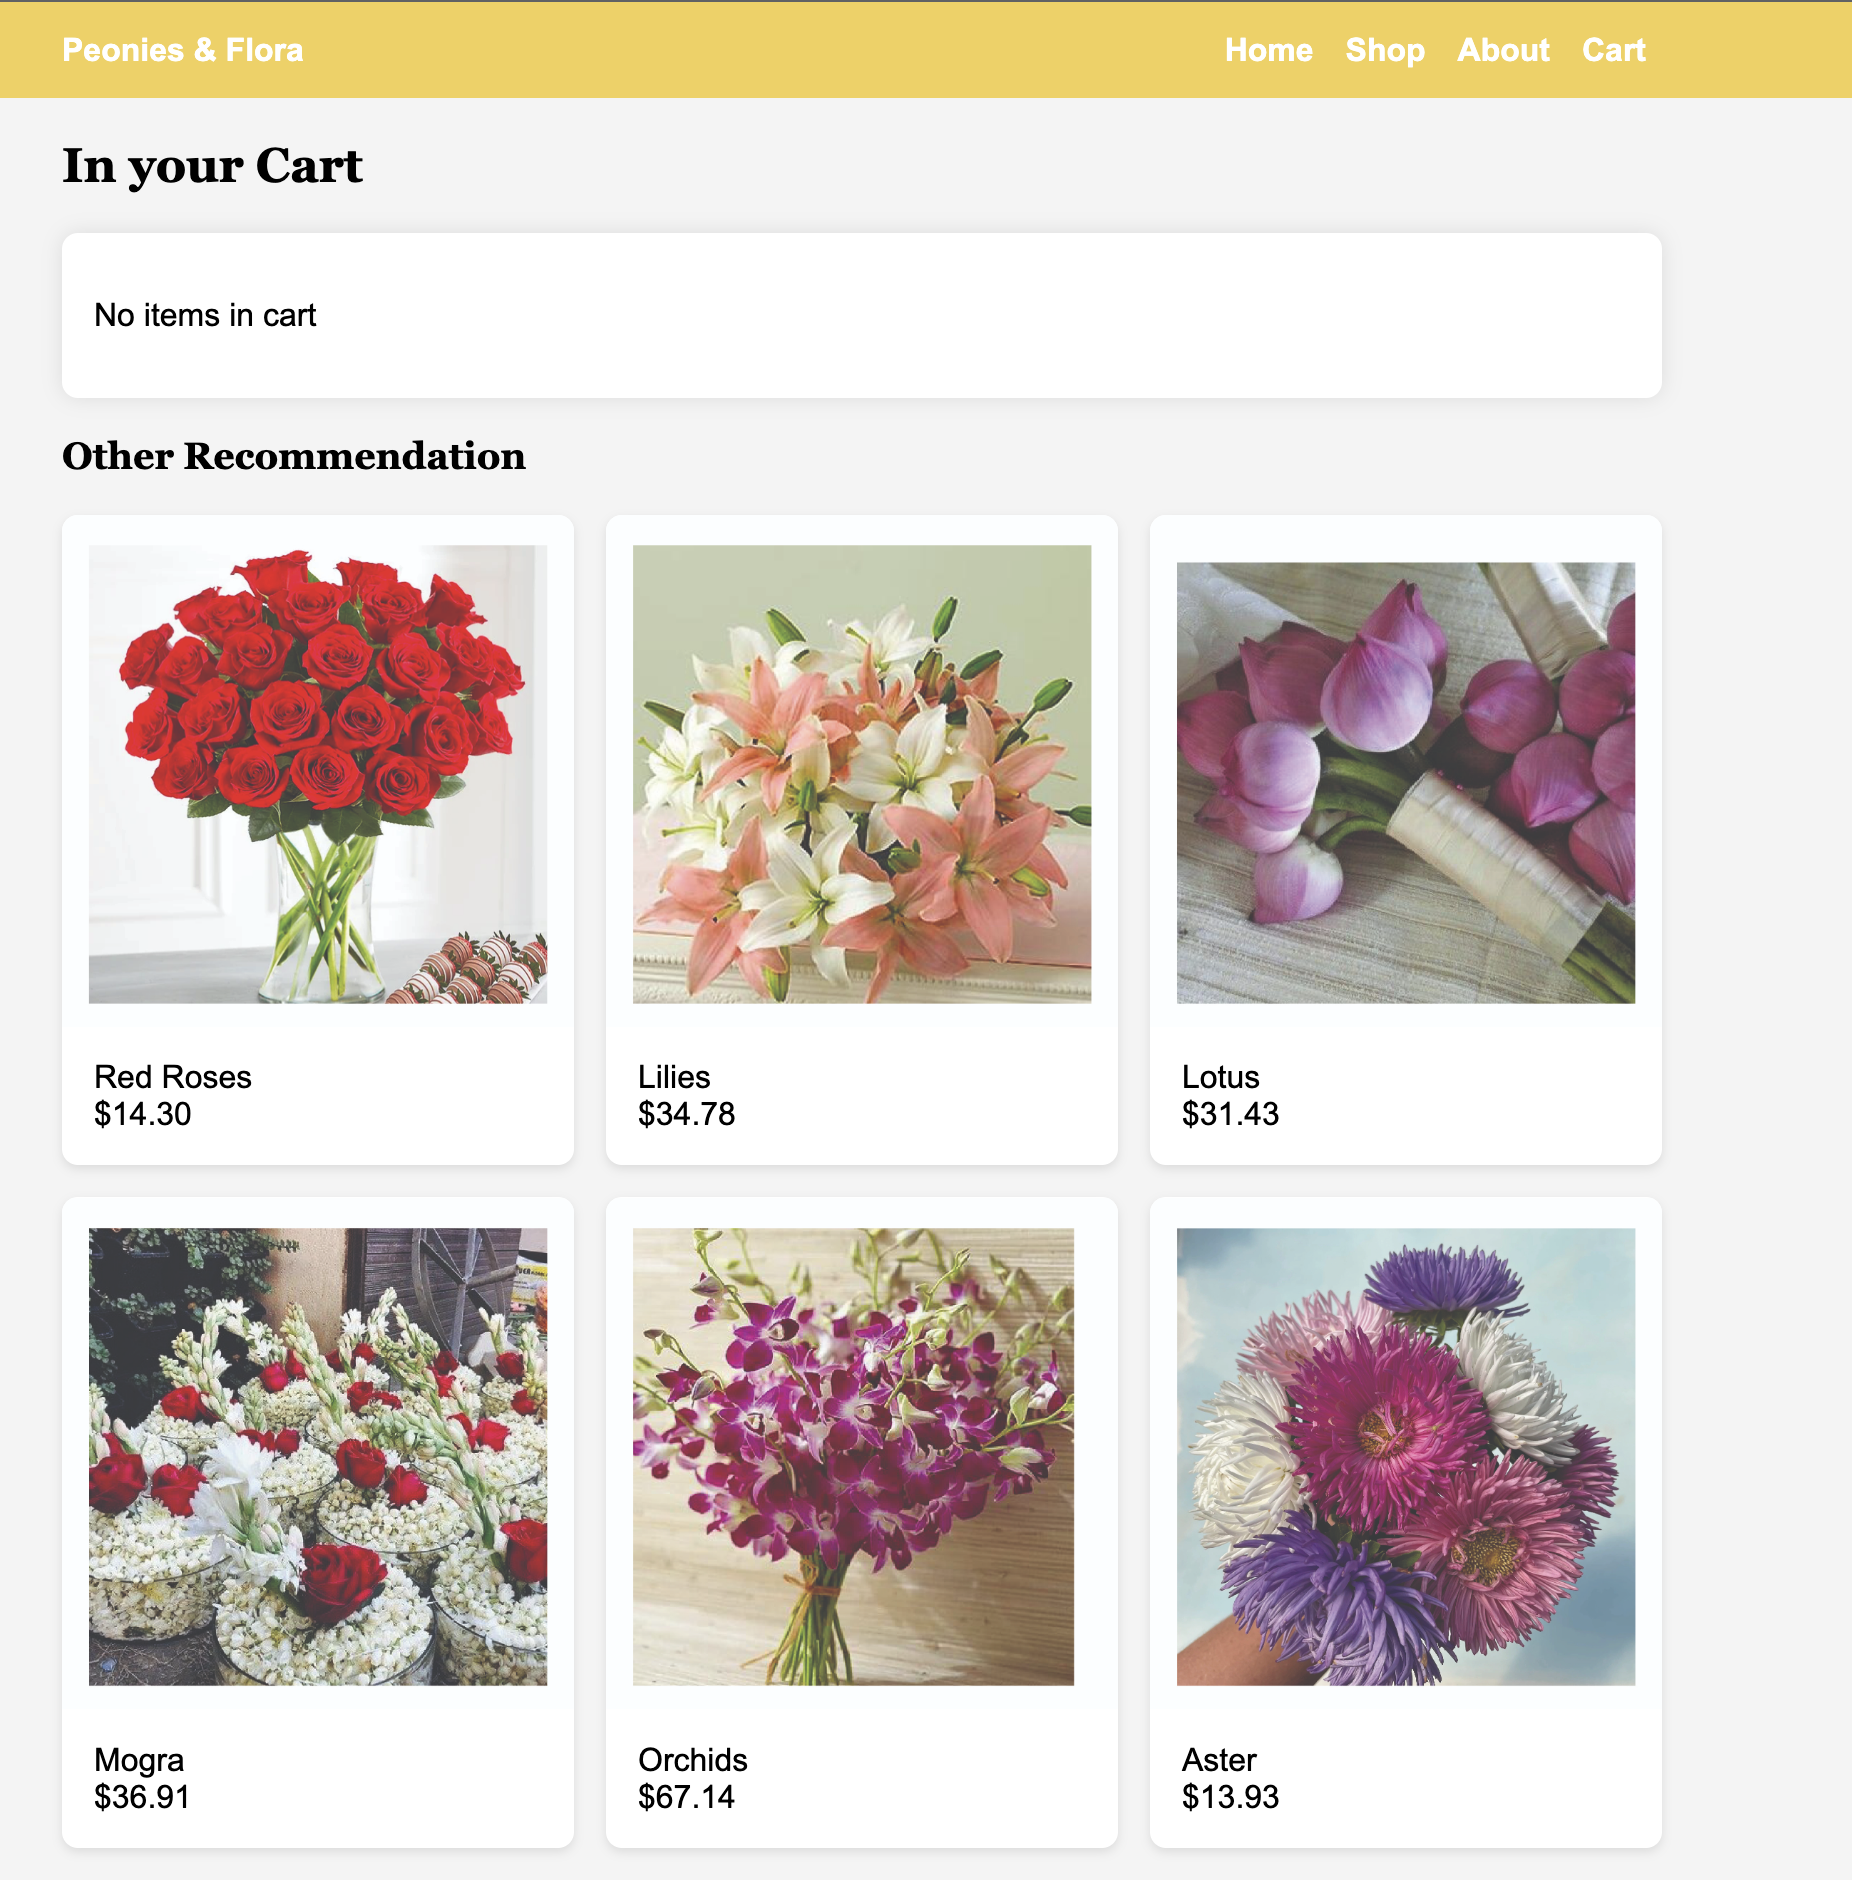 Peonies & Flora
Home Shop About Cart
In your Cart
No items in cart
Other Recommendation
Red Roses
$14.30
Lilies
$34.78
Lotus
$31.43
Mogra
$36.91
Orchids
$67.14
Aster
$13.93